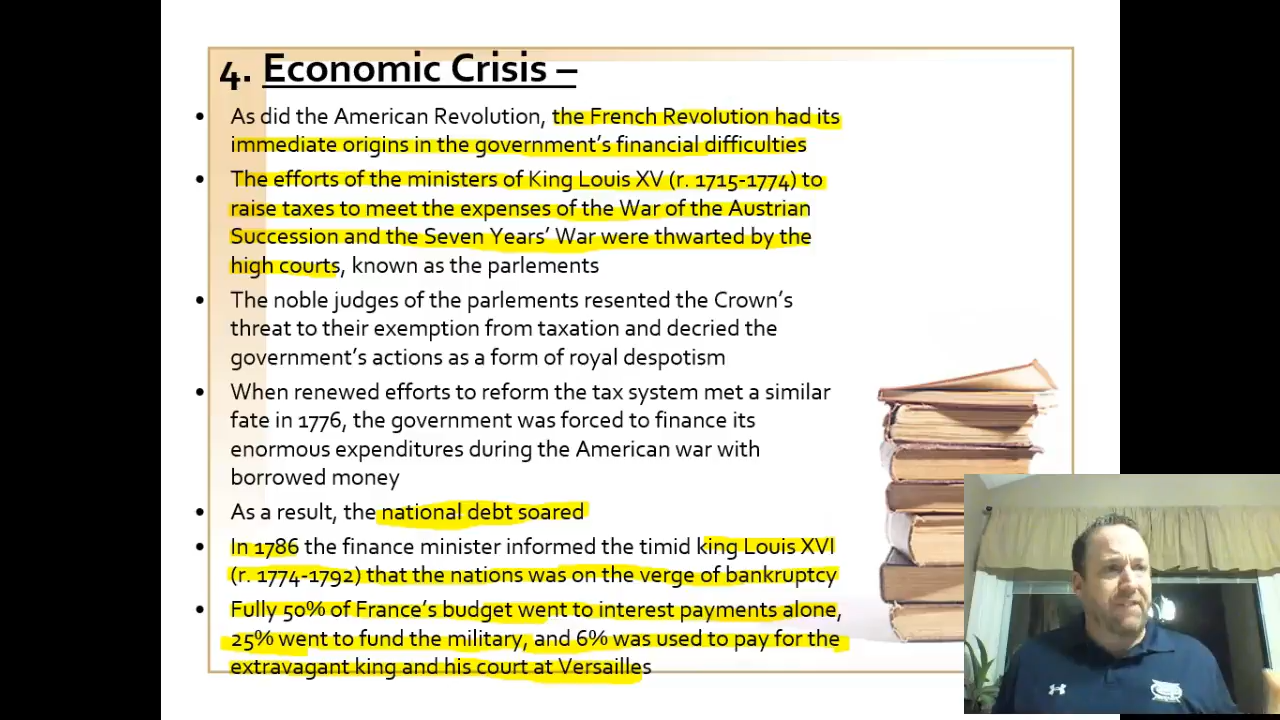 4. Economic Crisis –
• As did the American Revolution, the French Revolution had its
immediate origins in the government's financial difficulties
• The efforts of the ministers of King Louis XV (r. 1715-1774) to
raise taxes to meet the expenses of the War of the Austrian
Succession and the Seven Years' War were thwarted by the
high courts, known as the parlements
• The noble judges of the parlements resented the Crown's
threat to their exemption from taxation and decried the
government's actions as a form of royal despotism
• When renewed efforts to reform the tax system met a similar
fate in 1776, the government was forced to finance its
enormous expenditures during the American war with
borrowed money
• As a result, the national debt soared
• In 1786 the finance minister informed the timid king Louis XVI
(r. 1774-1792) that the nations was on the verge of bankruptcy
• Fully 50% of France's budget went to interest payments alone,
25% went to fund the military, and 6% was used to pay for the
extravagant king and his court at Versailles